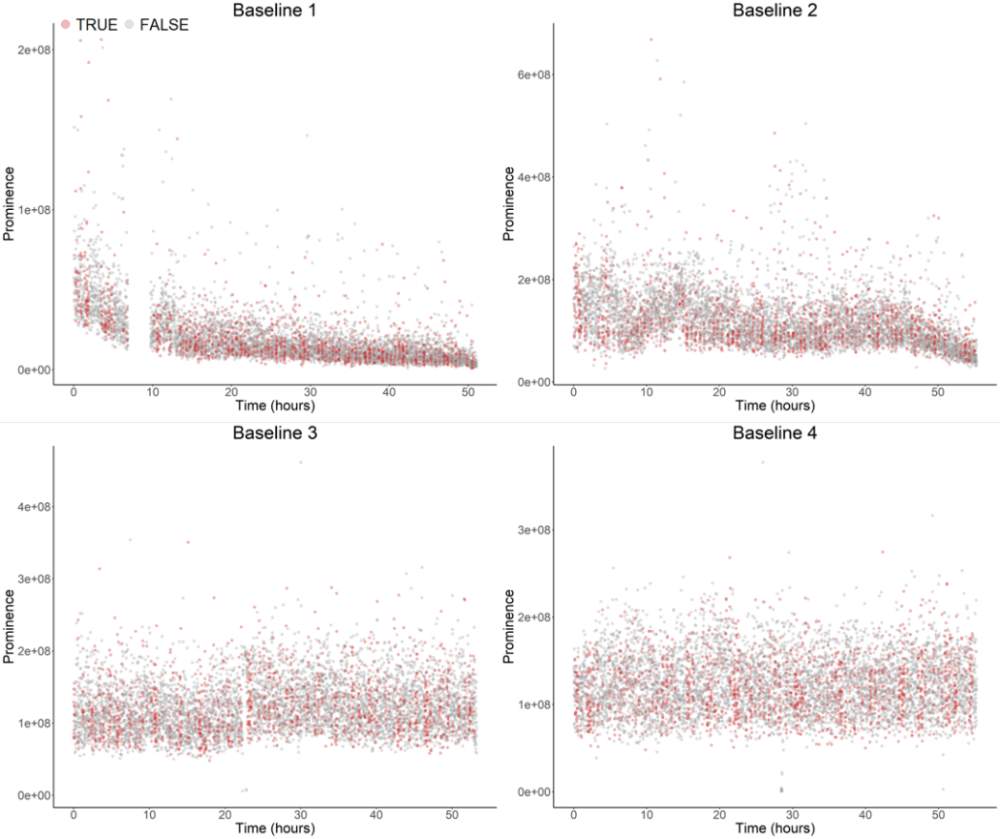 Baseline 1
TRUE FALSE
Prominence
2e+08
1e+08
0e+00
0 10 20 30 40 50
Time (hours)
Baseline 2
Prominence
6e+08
4e+08
2e+08
0e+00
0 10 20 30 40 50
Time (hours)
Baseline 3
Prominence
4e+08
3e+08
2e+08
1e+08
0e+00
0 10 20 30 40 50
Time (hours)
Baseline 4
Prominence
3e+08
2e+08
1e+08
0e+00
0 10 20 30 40 50
Time (hours)